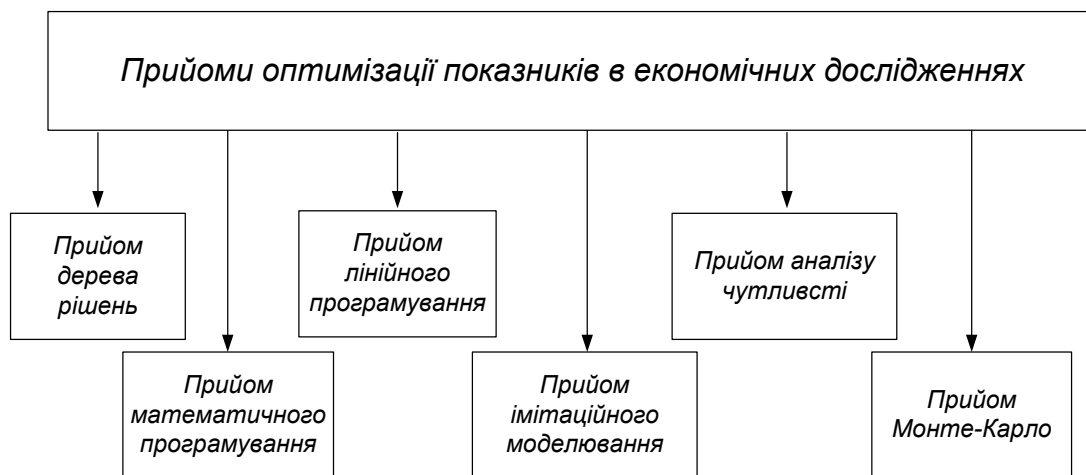 Прийоми оптимізації показників в економічних дослідженнях
Прийом
дерева
рішень
Прийом
лінійного
програмування
Прийом аналізу
чутливсті
Прийом
математичного
програмування
Прийом
імітаційного
моделювання
Прийом
Монте-Карло